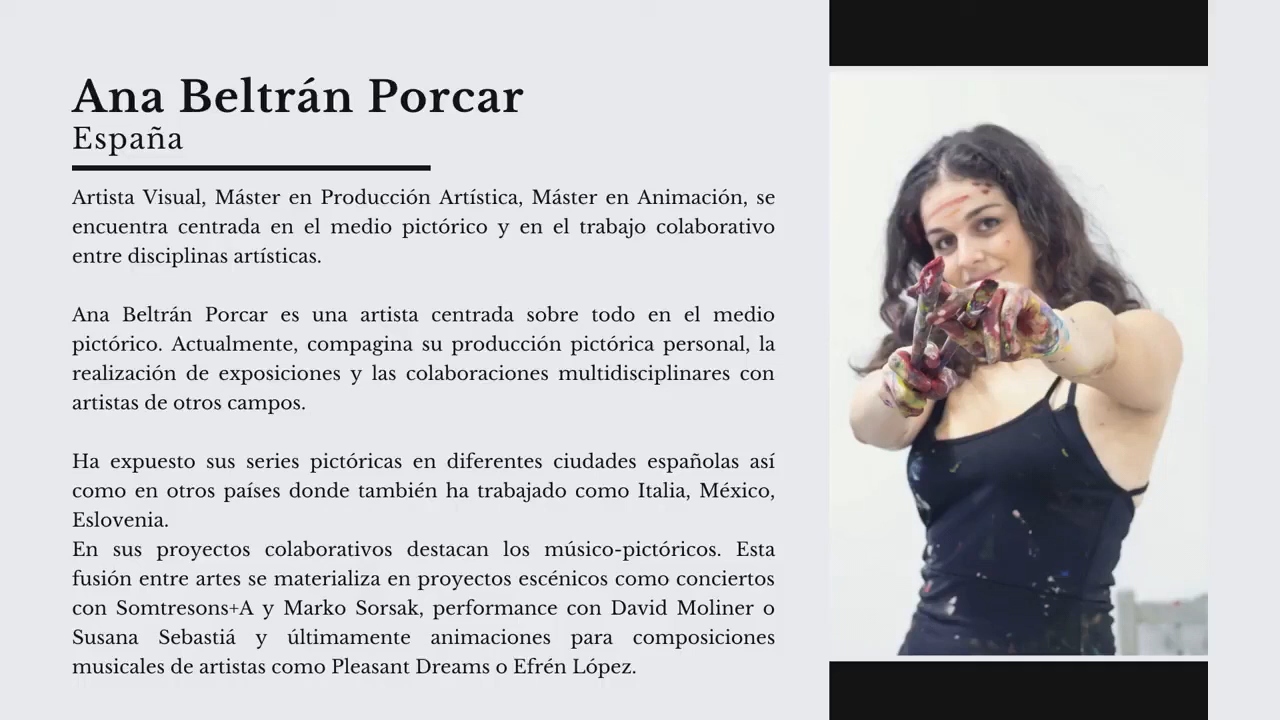 Ana Beltrán Porcar
España
Artista Visual, Máster en Producción Artística, Máster en Animación, se
encuentra centrada en el medio pictórico y en el trabajo colaborativo
entre disciplinas artísticas.
Ana Beltrán Porcar es una artista centrada sobre todo en el medio
pictórico. Actualmente, compagina su producción pictórica personal, la
realización de exposiciones y las colaboraciones multidisciplinares con
artistas de otros campos.
Ha expuesto sus series pictóricas en diferentes ciudades españolas así
como en otros países donde también ha trabajado como Italia, México,
Eslovenia.
En sus proyectos colaborativos destacan los músico-pictóricos. Esta
fusión entre artes se materializa en proyectos escénicos como conciertos
con Somtresons+A y Marko Sorsak, performance con David Moliner o
Susana Sebastiá y últimamente animaciones para composiciones
musicales de artistas como Pleasant Dreams o Efrén López.